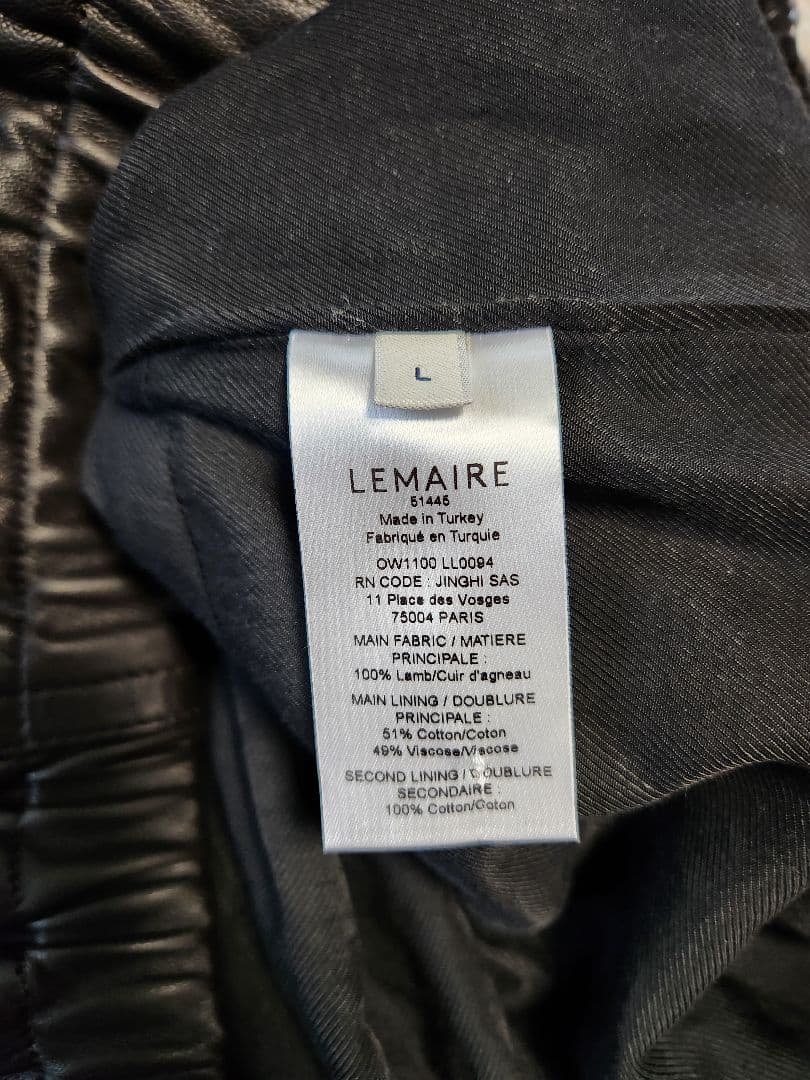 L
LEMAIRE
51445
Made in Turkey
Fabriqué en Turquie
OW1100 LL0094
RN CODE : JINGHI SAS
11 Place des Vosges
75004 PARIS
MAIN FABRIC / MATIERE
PRINCIPALE :
100% Lamb/Cuir d'agneau
MAIN LINING / DOUBLURE
PRINCIPALE :
51% Cotton/Coton
49% Viscose/Viscose
SECOND LINING / DOUBLURE
SECONDAIRE :
100% Cotton/Coton